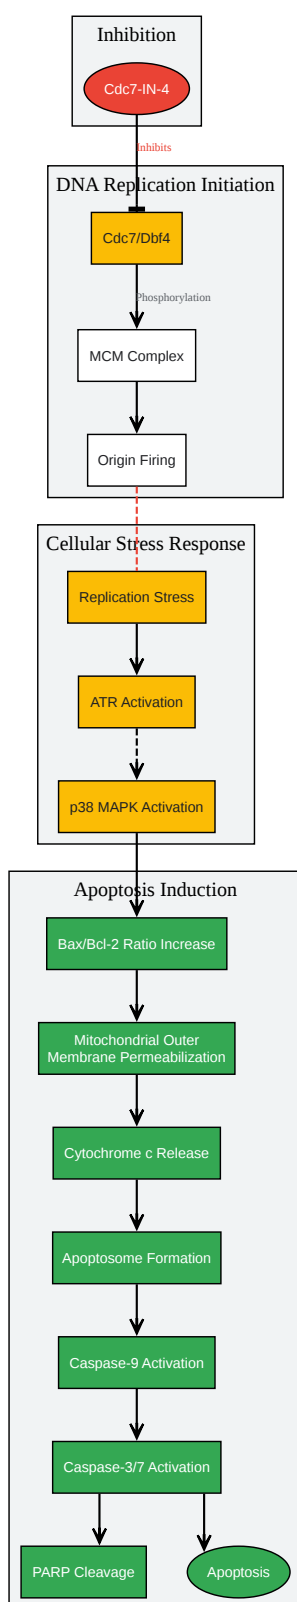 Inhibition
Cdc7-IN-4
Inhibits
DNA Replication Initiation
Cdc7/Dbf4
Phosphorylation
MCM Complex
Origin Firing
Cellular Stress Response
Replication Stress
ATR Activation
p38 MAPK Activation
Apoptosis Induction
Bax/Bcl-2 Ratio Increase
Mitochondrial Outer
Membrane Permeabilization
Cytochrome c Release
Apoptosome Formation
Caspase-9 Activation
Caspase-3/7 Activation
PARP Cleavage
Apoptosis